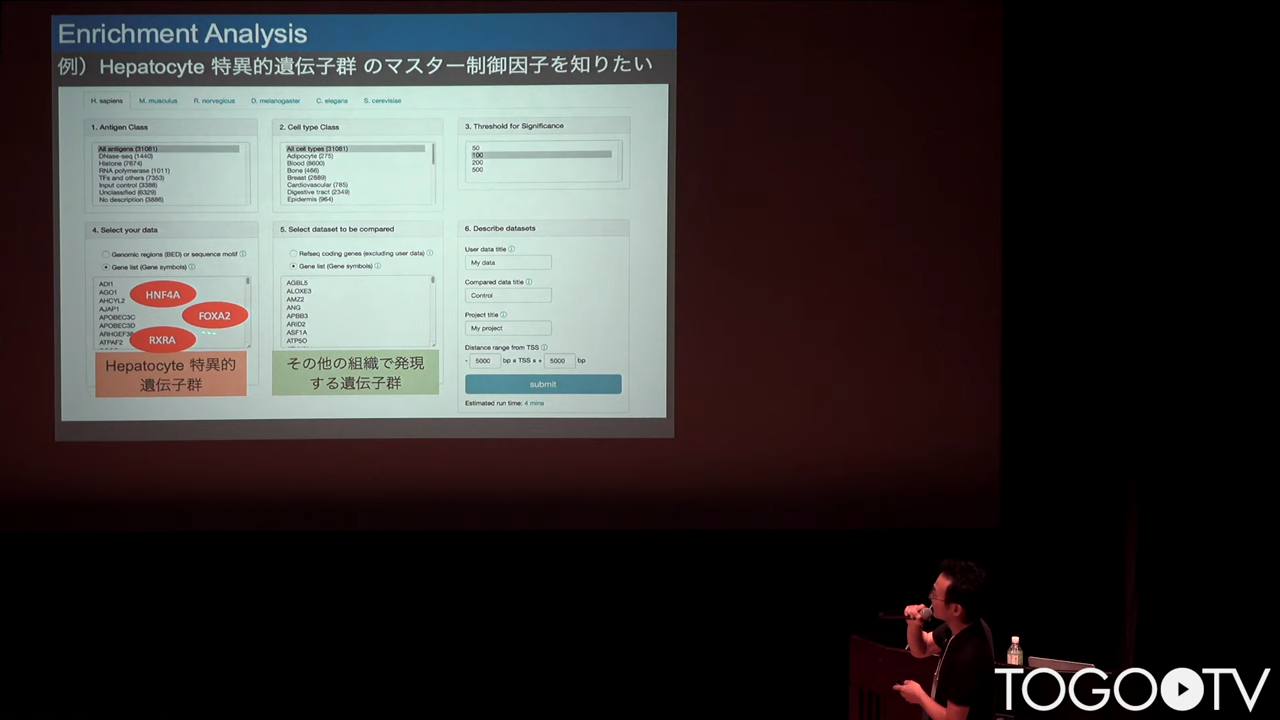 Enrichment Analysis
例）Hepatocyte 特異的遺伝子群 のマスター制御因子を知りたい
H. sapiens M. musculus R. norvegicus D. melanogaster C. elegans S. cerevisiae
1. Antigen Class
All antigens (31081)
DNase-seq (1440)
Histone (7674)
RNA polymerase (1011)
TFs and others (7353)
Input control (3388)
Unclassified (6329)
No description (3886)
2. Cell type Class
All cell types (31081)
Adipocyte (275)
Blood (8600)
Bone (466)
Breast (2689)
Cardiovascular (785)
Digestive tract (2349)
Epidermis (964)
3. Threshold for Significance
50
100
200
500
4. Select your data
Genomic regions (BED) or sequence motif
Gene list (Gene symbols)
ADI1
AGO1
AHCYL2
AJAP1
APOBEC3C
APOBEC3D
ARHGEF38
ATPAF2
HNF4A
FOXA2
RXRA
...
Hepatocyte 特異的
遺伝子群
5. Select dataset to be compared
Refseq coding genes (excluding user data)
Gene list (Gene symbols)
AGBL5
ALOXE3
AMZ2
ANG
APBB3
ARID2
ASF1A
ATP5O
その他の組織で発現
する遺伝子群
6. Describe datasets
User data title
My data
Compared data title
Control
Project title
My project
Distance range from TSS
- 5000 bp ≤ TSS ≤ + 5000 bp
submit
Estimated run time: 4 mins
TOGOTV